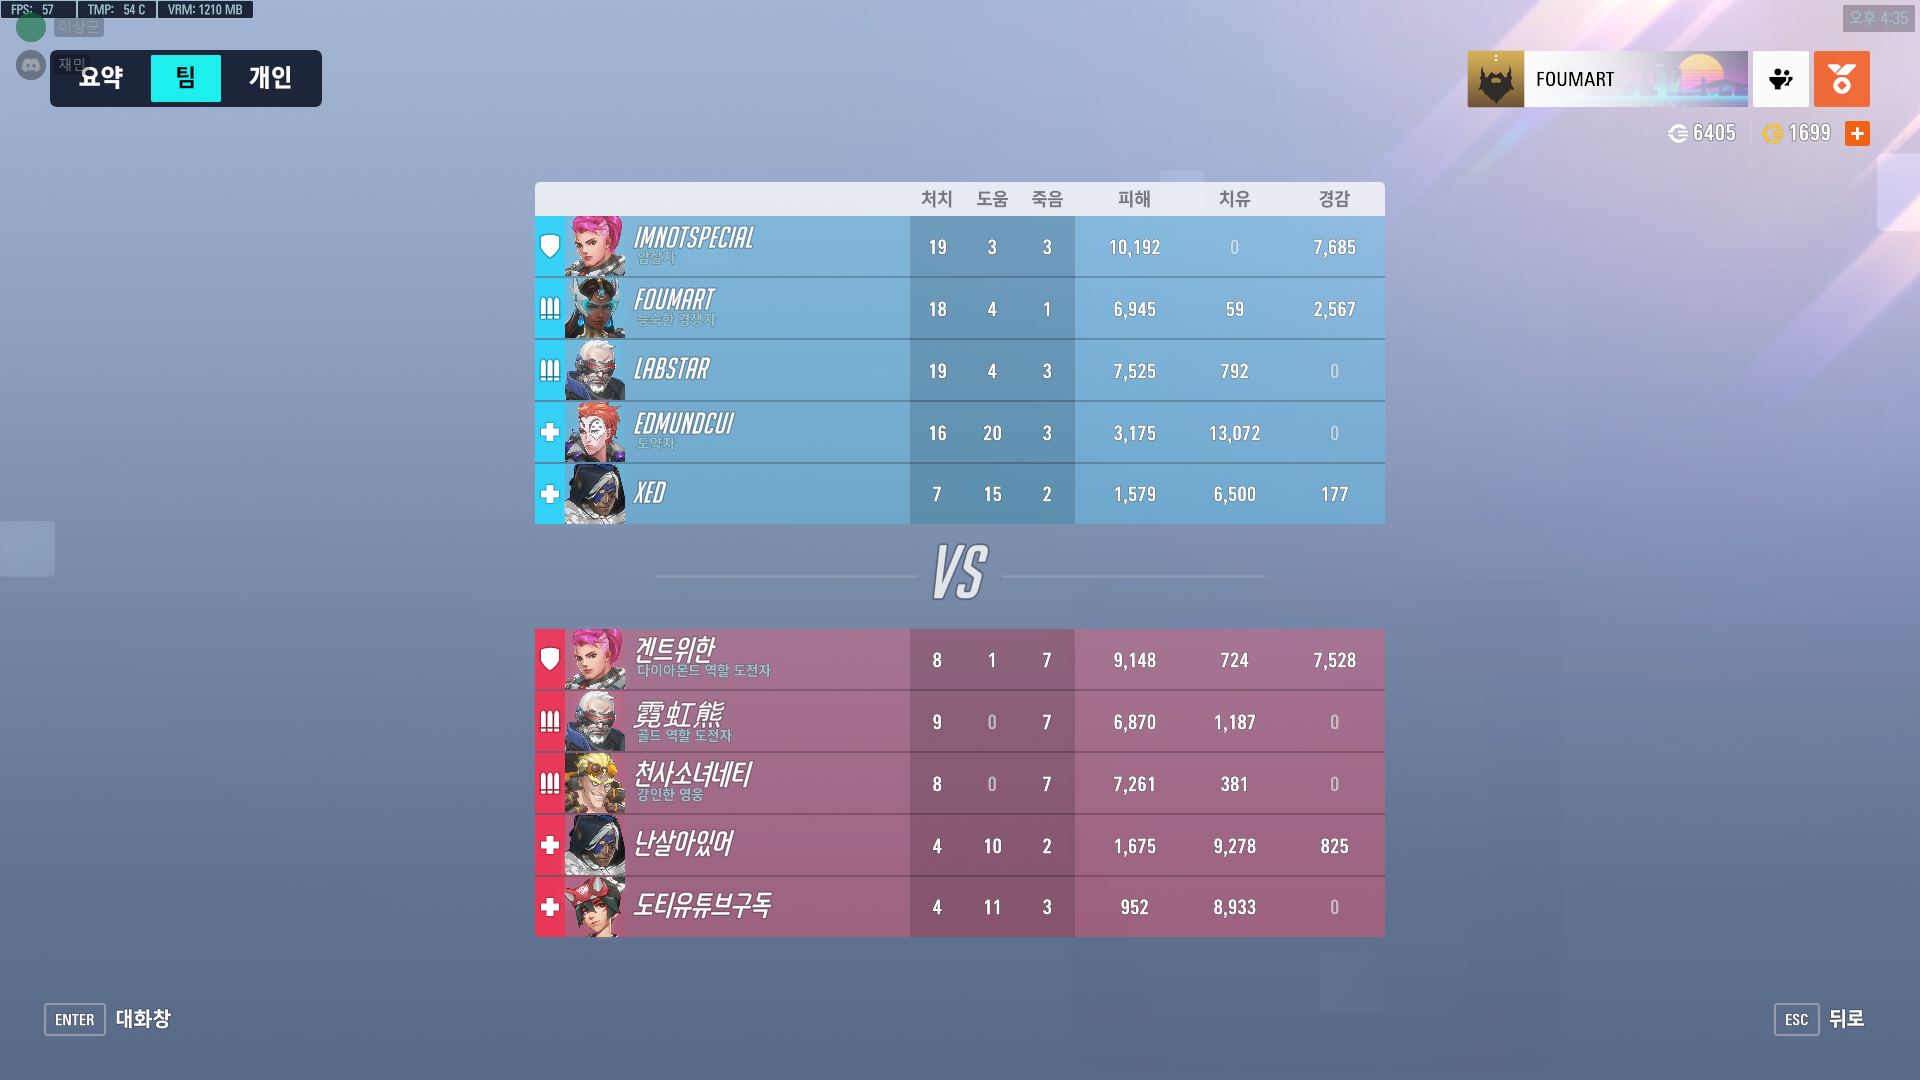 FPS: 57 TMP: 54 C VRM: 1210 MB
이상균
오후 4:35
재민
요약 팀 개인
FOUMART
6405 1699
처치 도움 죽음 피해 치유 경감
IMNOTSPECIAL 19 3 3 10,192 0 7,685
암살자
FOUMART 18 4 1 6,945 59 2,567
능숙한 경쟁자
LABSTAR 19 4 3 7,525 792 0
EDMUNDCUI 16 20 3 3,175 13,072 0
도약자
XED 7 15 2 1,579 6,500 177
VS
겐트위한 8 1 7 9,148 724 7,528
다이아몬드 역할 도전자
霓虹熊 9 0 7 6,870 1,187 0
골드 역할 도전자
천사소녀네티 8 0 7 7,261 381 0
강인한 영웅
난살아있어 4 10 2 1,675 9,278 825
도티유튜브구독 4 11 3 952 8,933 0
ENTER 대화창
ESC 뒤로